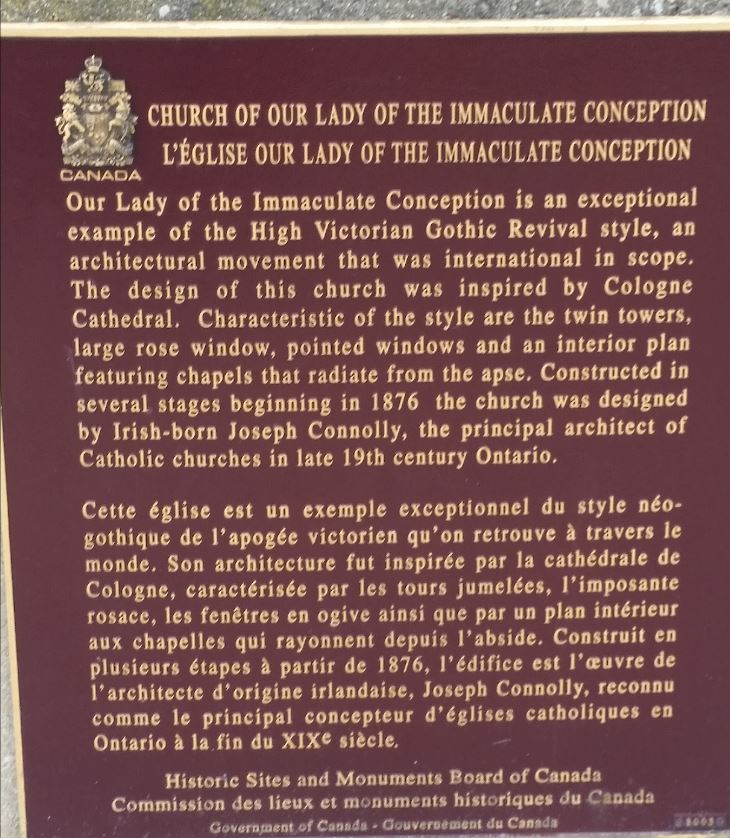 CHURCH OF OUR LADY OF THE IMMACULATE CONCEPTION
L'ÉGLISE OUR LADY OF THE IMMACULATE CONCEPTION
CANADA
Our Lady of the Immaculate Conception is an exceptional
example of the High Victorian Gothic Revival style, an
architectural movement that was international in scope.
The design of this church was inspired by Cologne
Cathedral. Characteristic of the style are the twin towers,
large rose window, pointed windows and an interior plan
featuring chapels that radiate from the apse. Constructed in
several stages beginning in 1876 the church was designed
by Irish-born Joseph Connolly, the principal architect of
Catholic churches in late 19th century Ontario.
Cette église est un exemple exceptionnel du style néo-
gothique de l'apogée victorien qu'on retrouve à travers le
monde. Son architecture fut inspirée par la cathédrale de
Cologne, caractérisée par les tours jumelées, l'imposante
rosace, les fenêtres en ogive ainsi que par un plan intérieur
aux chapelles qui rayonnent depuis l'abside. Construit en
plusieurs étapes à partir de 1876, l'édifice est l'œuvre de
l'architecte d'origine irlandaise, Joseph Connolly, reconnu
comme le principal concepteur d'églises catholiques en
Ontario à la fin du XIXe siècle.
Historic Sites and Monuments Board of Canada
Commission des lieux et monuments historiques du Canada
Government of Canada - Gouvernement du Canada